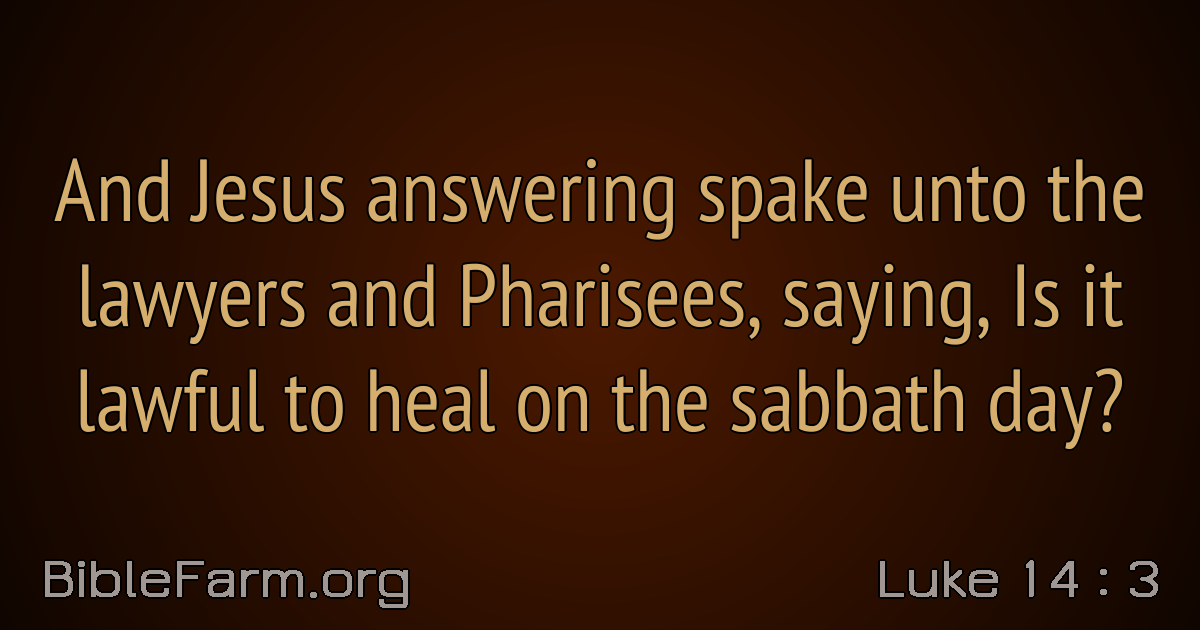 And Jesus answering spake unto the
lawyers and Pharisees, saying, Is it
lawful to heal on the sabbath day?
BibleFarm.org
Luke 14 : 3